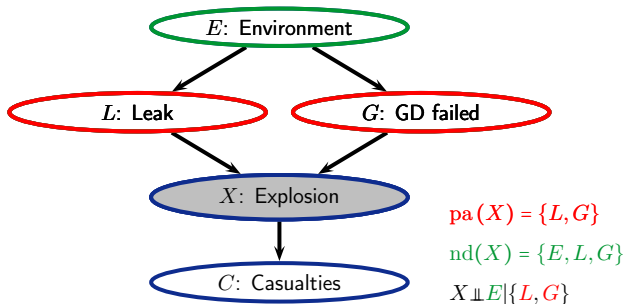 E: Environment
L: Leak
G: GD failed
X: Explosion
C: Casualties
pa(X) = {L, G}
nd(X) = {E, L, G}
X ⫫ E|{L, G}